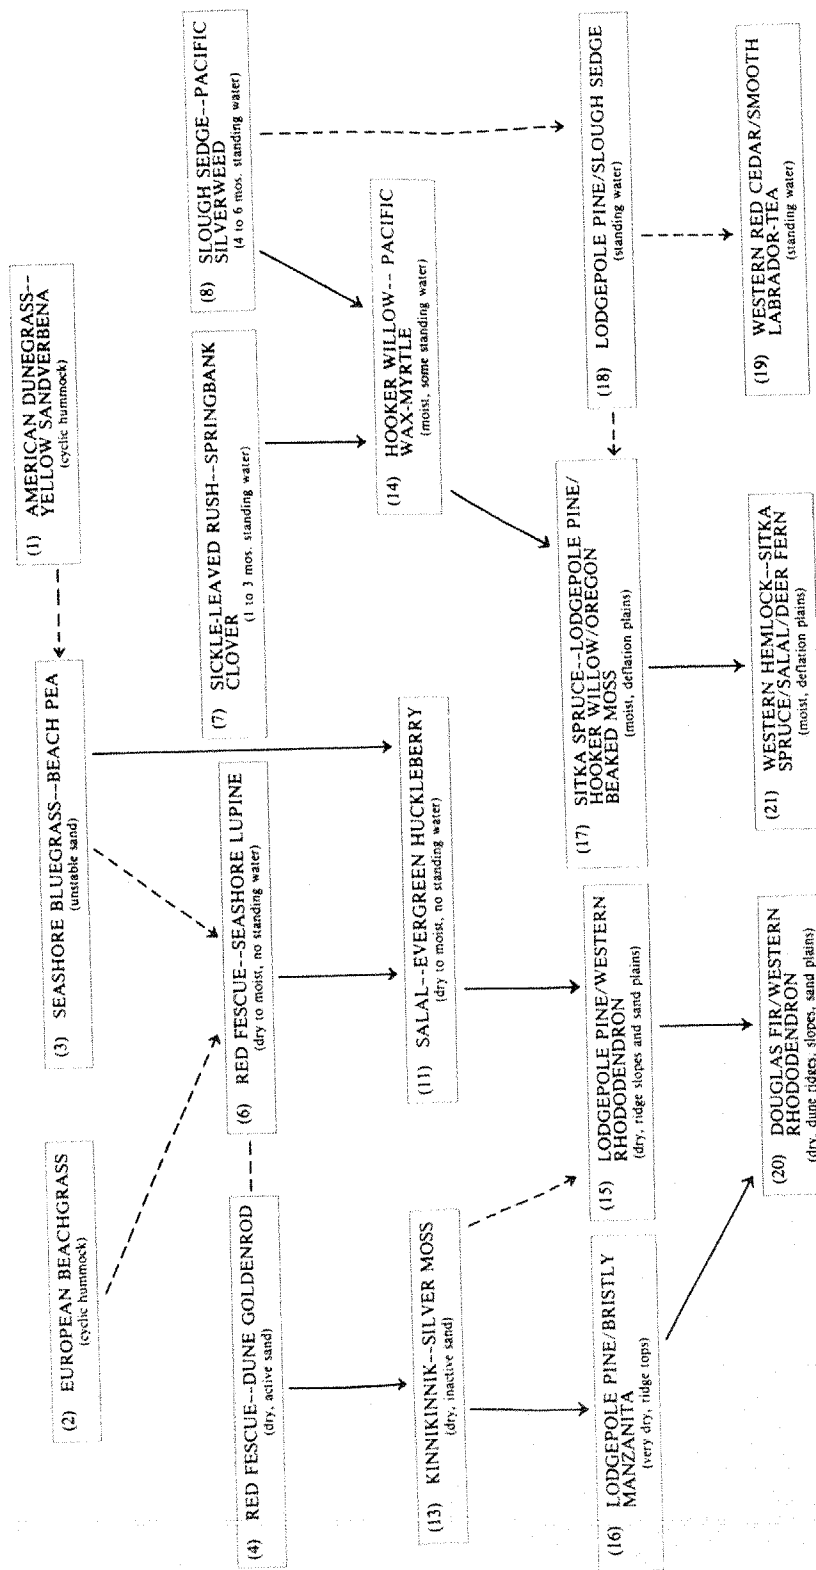 (2) EUROPEAN BEACHGRASS
(cyclic hummock)
(3) SEASHORE BLUEGRASS--BEACH PEA
(unstable sand)
(1) AMERICAN DUNEGRASS--
YELLOW SANDVERBENA
(cyclic hummock)
(4) RED FESCUE--DUNE GOLDENROD
(dry, active sand)
(6) RED FESCUE--SEASHORE LUPINE
(dry to moist, no standing water)
(7) SICKLE-LEAVED RUSH--SPRINGBANK
CLOVER
(1 to 3 mos. standing water)
(8) SLOUGH SEDGE--PACIFIC
SILVERWEED
(4 to 6 mos. standing water)
(13) KINNIKINNIK--SILVER MOSS
(dry, inactive sand)
(11) SALAL--EVERGREEN HUCKLEBERRY
(dry to moist, no standing water)
(14) HOOKER WILLOW-- PACIFIC
WAX-MYRTLE
(moist, some standing water)
(16) LODGEPOLE PINE/BRISTLY
MANZANITA
(very dry, ridge tops)
(15) LODGEPOLE PINE/WESTERN
RHODODENDRON
(dry, ridge slopes and sand plains)
(17) SITKA SPRUCE--LODGEPOLE PINE/
HOOKER WILLOW/OREGON
BEAKED MOSS
(moist, deflation plains)
(18) LODGEPOLE PINE/SLOUGH SEDGE
(standing water)
(20) DOUGLAS FIR/WESTERN
RHODODENDRON
(dry, dune ridges, slopes, sand plains)
(21) WESTERN HEMLOCK--SITKA
SPRUCE/SALAL/DEER FERN
(moist, deflation plains)
(19) WESTERN RED CEDAR/SMOOTH
LABRADOR-TEA
(standing water)